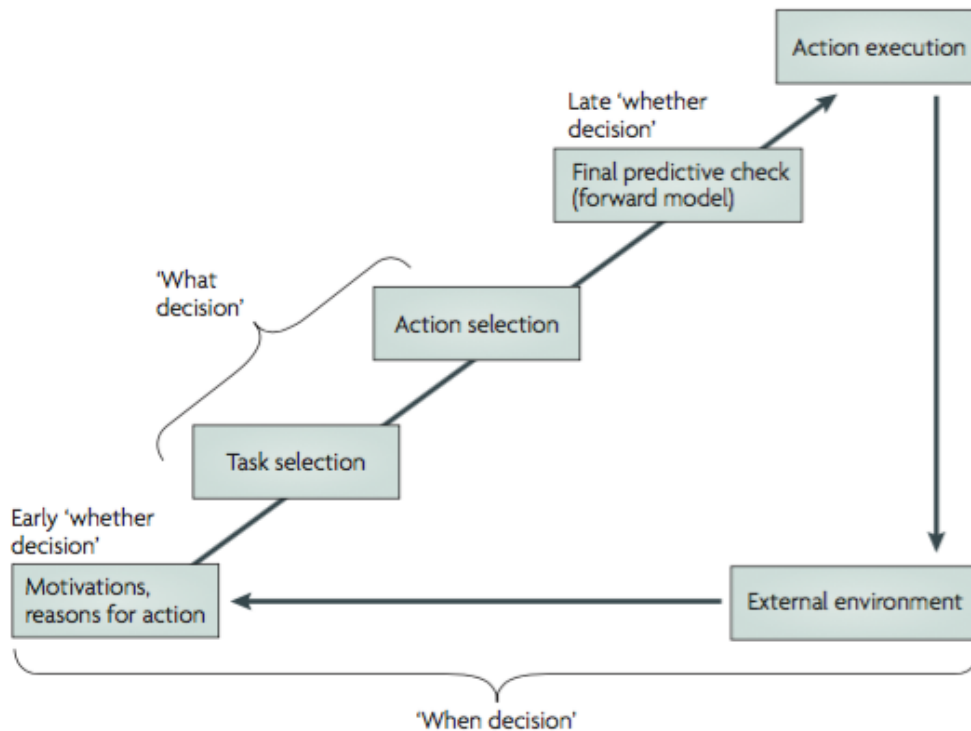 Action execution
Late ‘whether
decision’
Final predictive check
(forward model)
‘What
decision’
Action selection
Task selection
Early ‘whether
decision’
Motivations,
reasons for action
External environment
‘When decision’